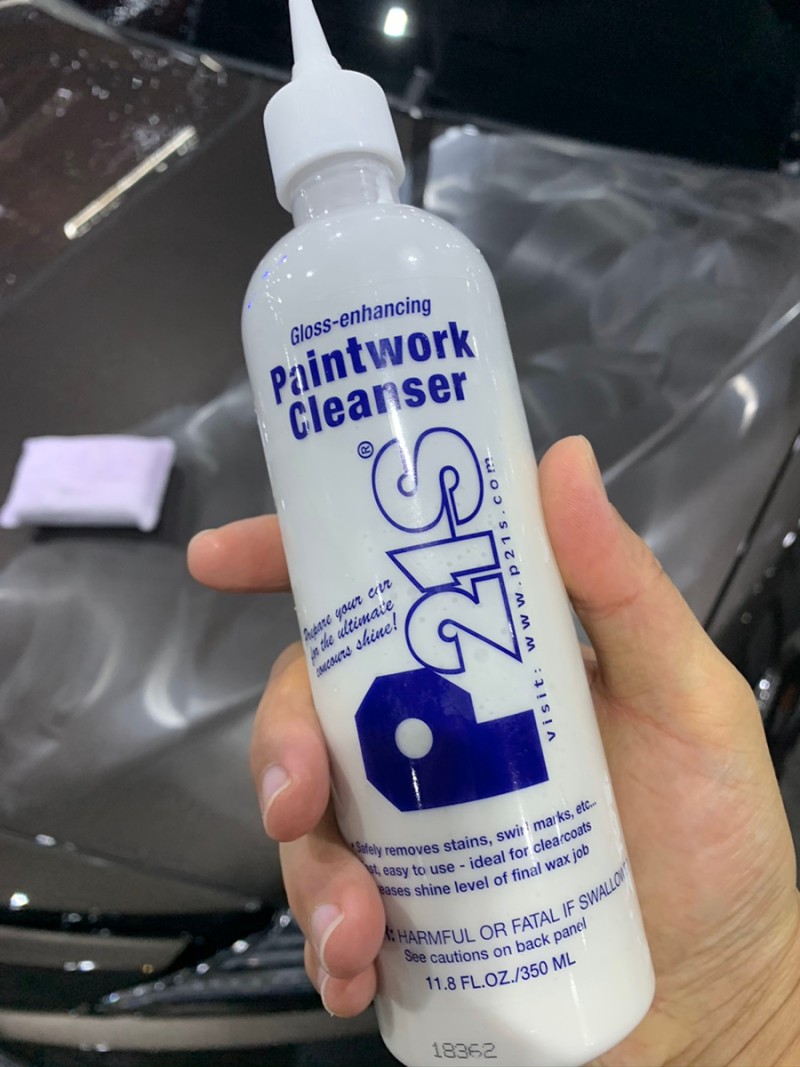 Gloss-enhancing
Paintwork
Cleanser
P21S®
visit: www.p21s.com
Prepare your car
for the ultimate
concours shine!
Safely removes stains, swirl marks, etc...
easy to use - ideal for clearcoats
shine level of final wax job
HARMFUL OR FATAL IF SWALLOW
See cautions on back panel
11.8 FL.OZ./350 ML
18362